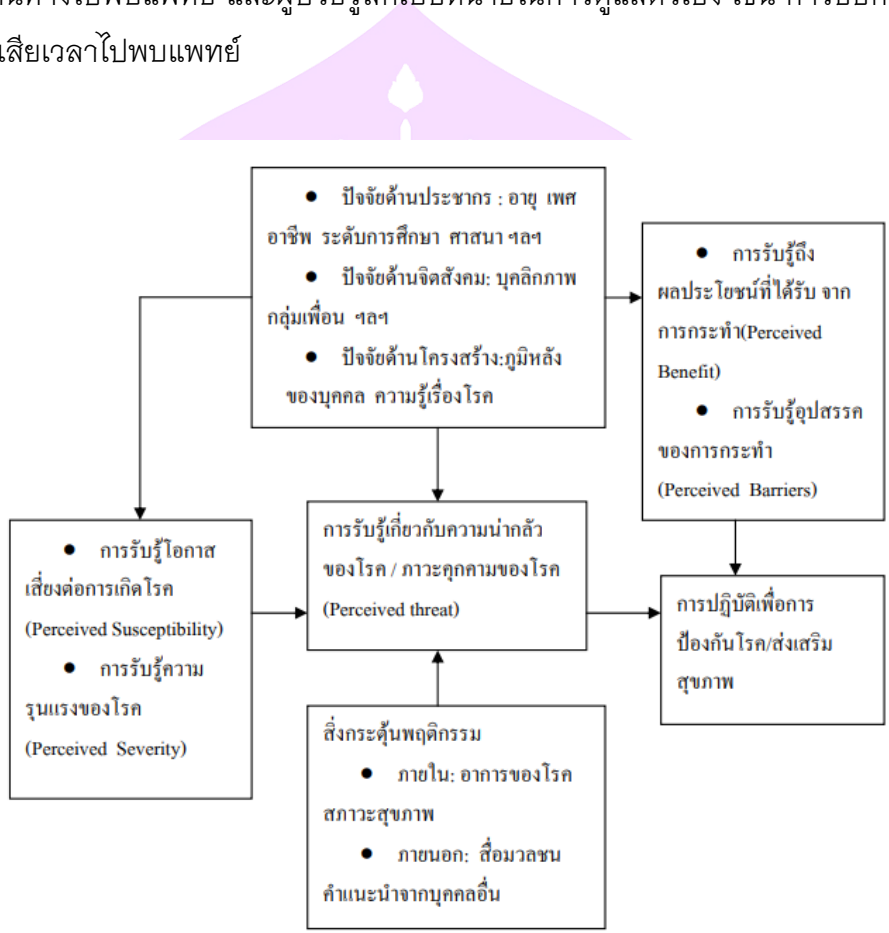 เสียเวลาไปพบแพทย์
● ปัจจัยด้านประชากร : อายุ เพศ
อาชีพ ระดับการศึกษา ศาสนา ฯลฯ
● ปัจจัยด้านจิตสังคม: บุคลิกภาพ
กลุ่มเพื่อน ฯลฯ
● ปัจจัยด้านโครงสร้าง:ภูมิหลัง
ของบุคคล ความรู้เรื่องโรค
● การรับรู้ถึง
ผลประโยชน์ที่ได้รับ จาก
การกระทำ(Perceived
Benefit)
● การรับรู้อุปสรรค
ของการกระทำ
(Perceived Barriers)
● การรับรู้โอกาส
เสี่ยงต่อการเกิดโรค
(Perceived Susceptibility)
● การรับรู้ความ
รุนแรงของโรค
(Perceived Severity)
การรับรู้เกี่ยวกับความน่ากลัว
ของโรค / ภาวะคุกคามของโรค
(Perceived threat)
การปฏิบัติเพื่อการ
ป้องกันโรค/ส่งเสริม
สุขภาพ
สิ่งกระตุ้นพฤติกรรม
● ภายใน: อาการของโรค
สภาวะสุขภาพ
● ภายนอก: สื่อมวลชน
คำแนะนำจากบุคคลอื่น